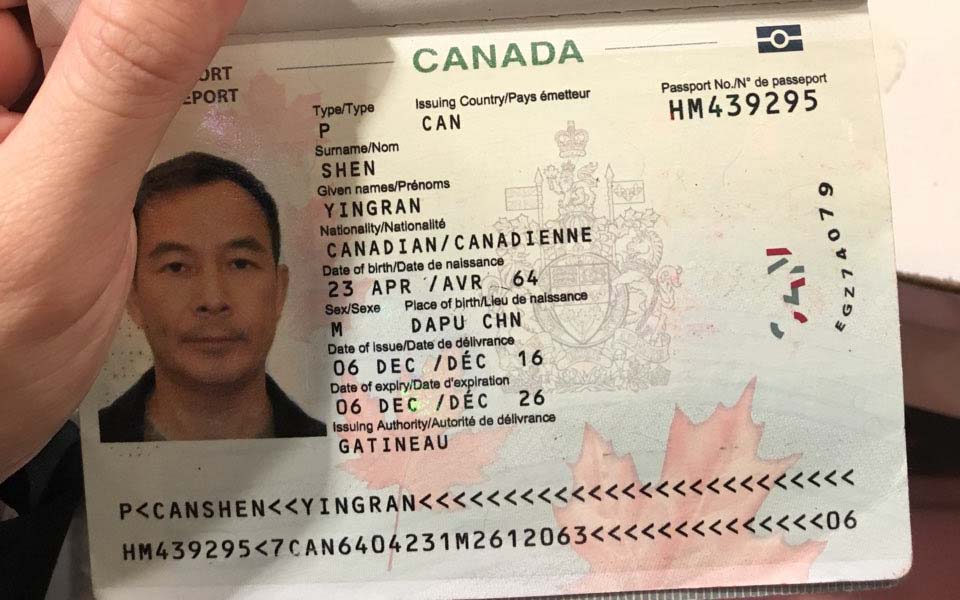 CANADA
ORT
EPORT
Type/Type
Issuing Country/Pays émetteur
Passport No./N° de passeport
P
CAN
HM439295
Surname/Nom
SHEN
Given names/Prénoms
YINGRAN
Nationality/Nationalité
CANADIAN/CANADIENNE
Date of birth/Date de naissance
23 APR /AVR 64
Sex/Sexe
Place of birth/Lieu de naissance
M
DAPU CHN
Date of issue/Date de délivrance
06 DEC /DÉC 16
Date of expiry/Date d'expiration
06 DEC /DÉC 26
Issuing Authority/Autorité de délivrance
GATINEAU
EGZ74079
CAN
P<CANSHEN<<YINGRAN<<<<<<<<<<<<<<<<<<<<<<<<<<
HM439295<7CAN6404231M2612063<<<<<<<<<<<<<<06